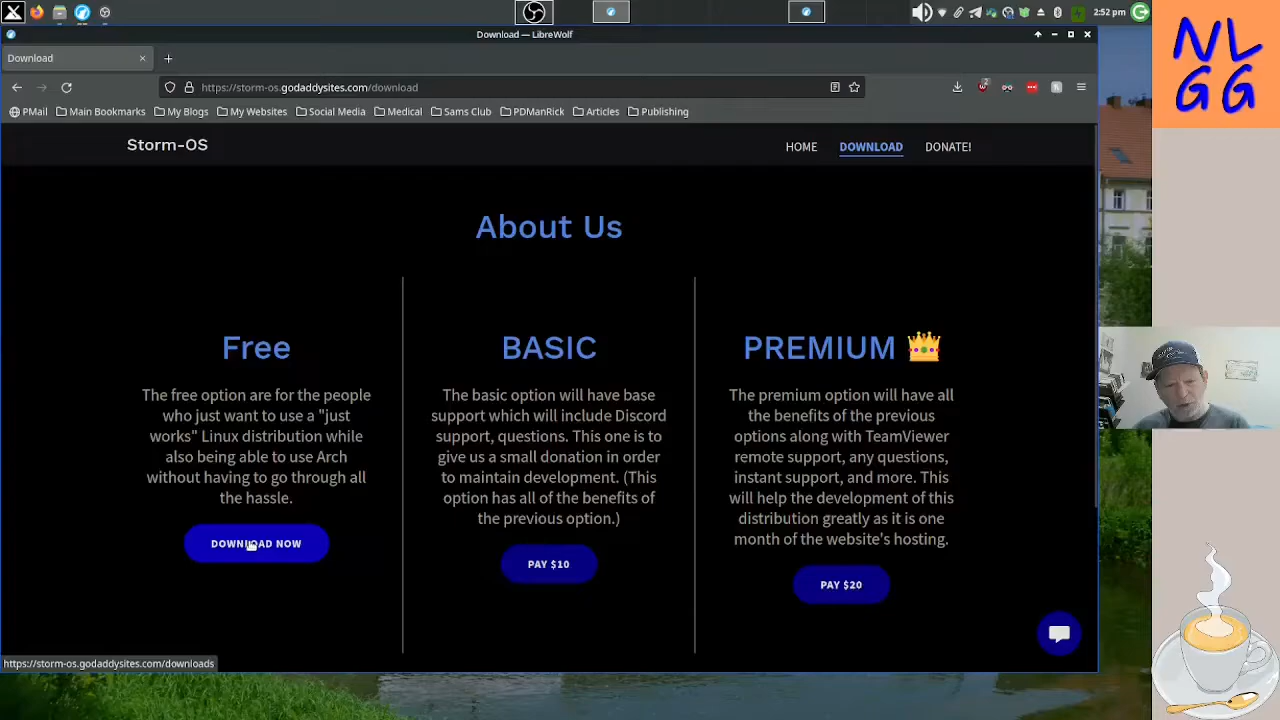 2:52 pm
Download — LibreWolf
Download
https://storm-os.godaddysites.com/download
2
PMail Main Bookmarks My Blogs My Websites Social Media Medical Sams Club PDManRick Articles Publishing
Storm-OS
HOME DOWNLOAD DONATE!
About Us
Free
The free option are for the people
who just want to use a "just
works" Linux distribution while
also being able to use Arch
without having to go through all
the hassle.
DOWNLOAD NOW
BASIC
The basic option will have base
support which will include Discord
support, questions. This one is to
give us a small donation in order
to maintain development. (This
option has all of the benefits of
the previous option.)
PAY $10
PREMIUM 👑
The premium option will have all
the benefits of the previous
options along with TeamViewer
remote support, any questions,
instant support, and more. This
will help the development of this
distribution greatly as it is one
month of the website's hosting.
PAY $20
https://storm-os.godaddysites.com/downloads
NL
GG